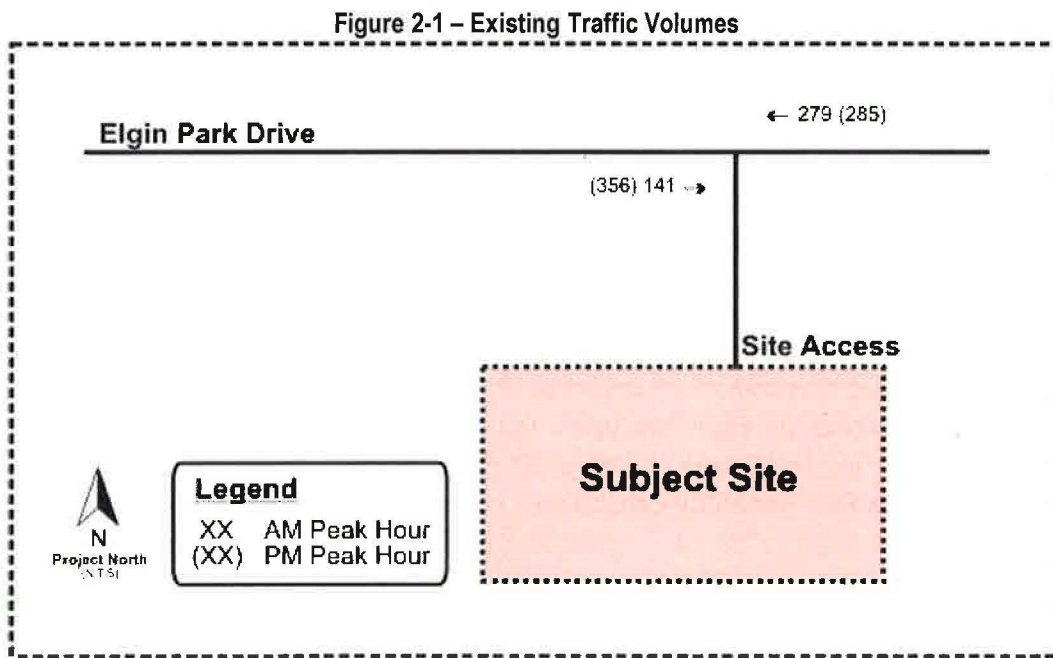 Figure 2-1 – Existing Traffic Volumes
← 279 (285)
Elgin Park Drive
(356) 141 →
Site Access
Subject Site
Legend
XX AM Peak Hour
(XX) PM Peak Hour
N
Project North
(N.T.S)